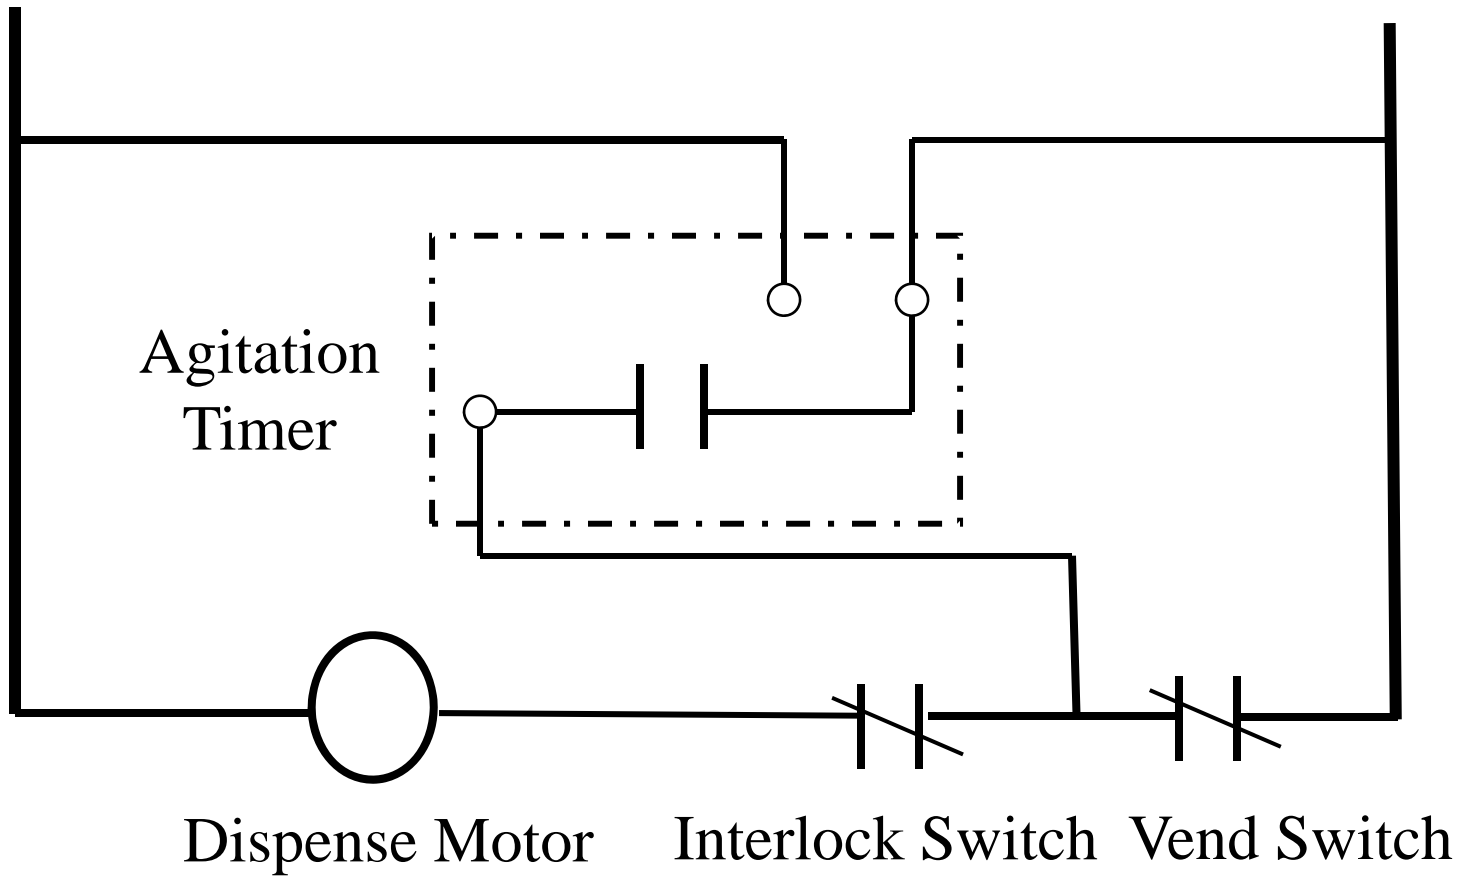 Agitation
Timer
Dispense Motor
Interlock Switch
Vend Switch